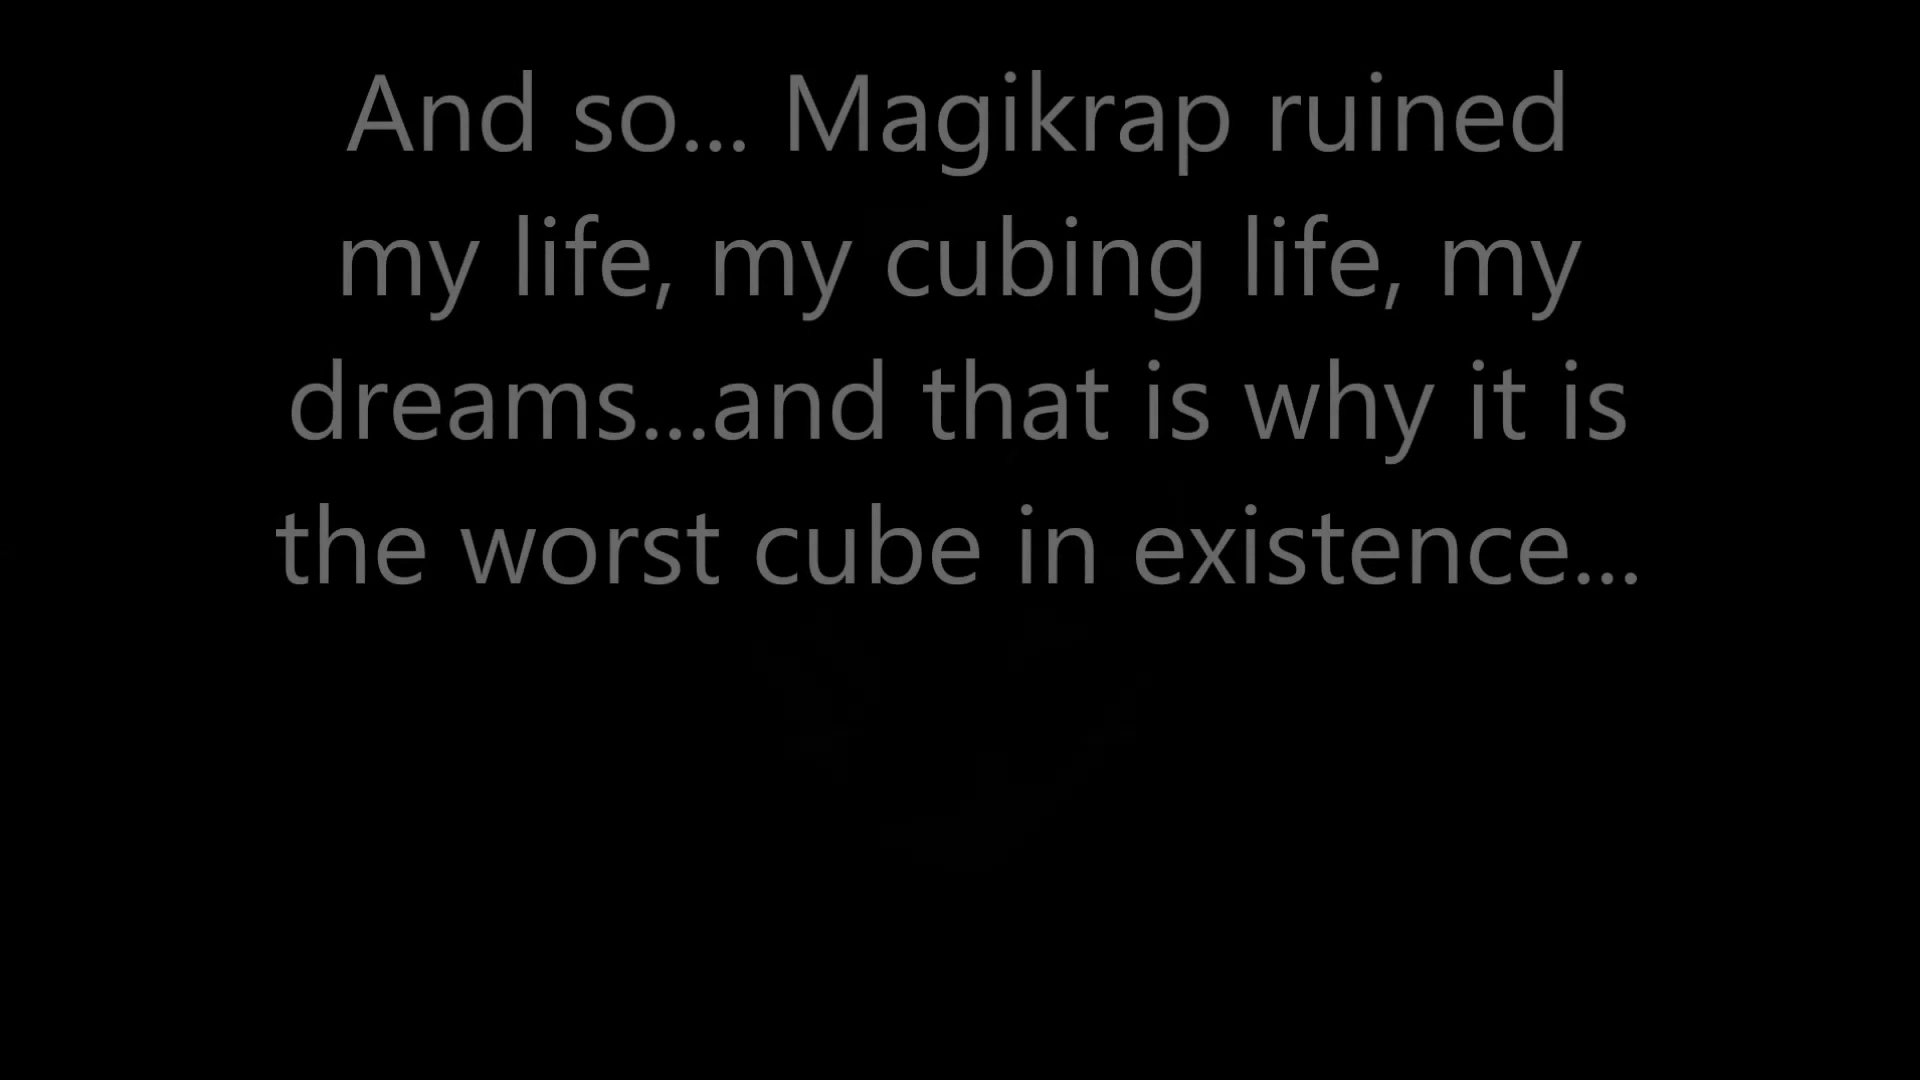 And so... Magikrap ruined
my life, my cubing life, my
dreams...and that is why it is
the worst cube in existence...